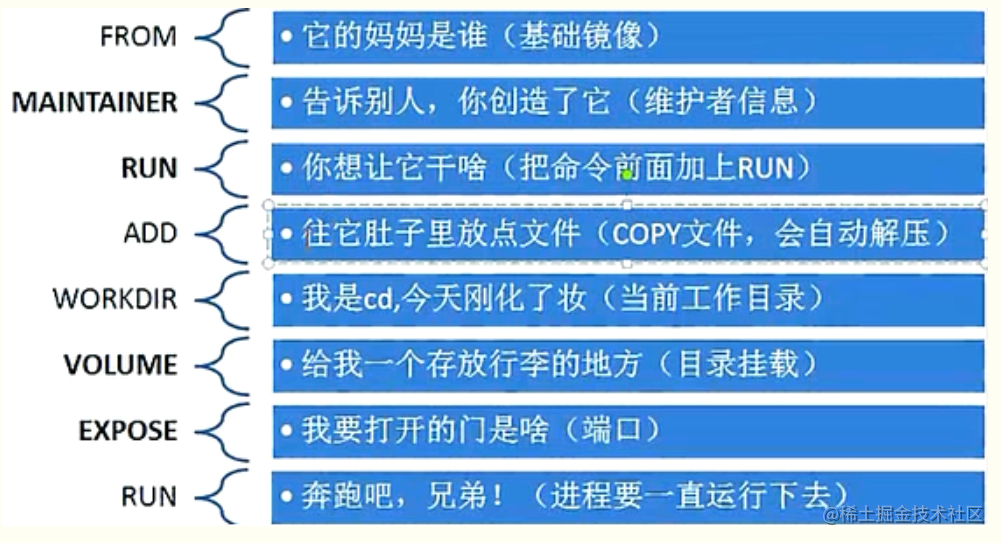 FROM
• 它的妈妈是谁（基础镜像）
MAINTAINER
• 告诉别人，你创造了它（维护者信息）
RUN
• 你想让它干啥（把命令前面加上RUN）
ADD
• 往它肚子里放点文件（COPY文件，会自动解压）
WORKDIR
• 我是cd,今天刚化了妆（当前工作目录）
VOLUME
• 给我一个存放行李的地方（目录挂载）
EXPOSE
• 我要打开的门是啥（端口）
RUN
• 奔跑吧，兄弟！（进程要一直运行下去）
@稀土掘金技术社区